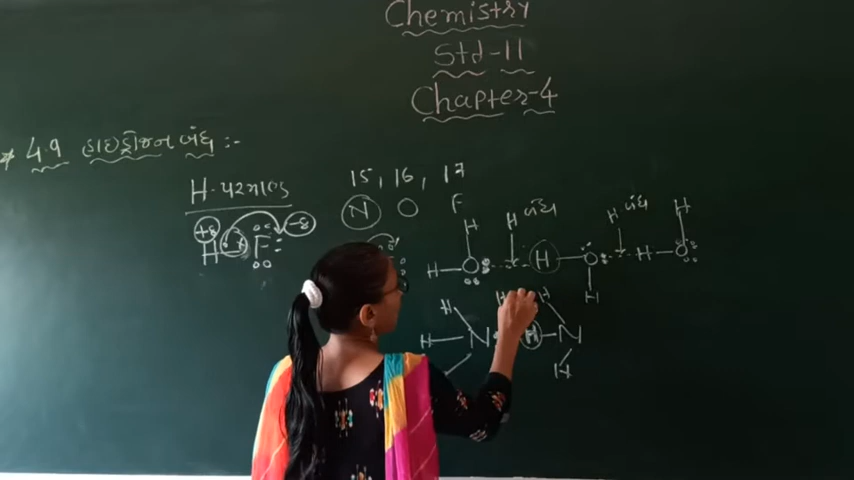 Chemistry
Std-11
Chapter-4
* 4.9 હાઇડ્રોજન બંધ :-
H-પરમાણુ
15, 16, 17
N O F
+δ -δ
H F
H બંધ
H બંધ
H H
H O H O H O
H
H H
H N H N
H